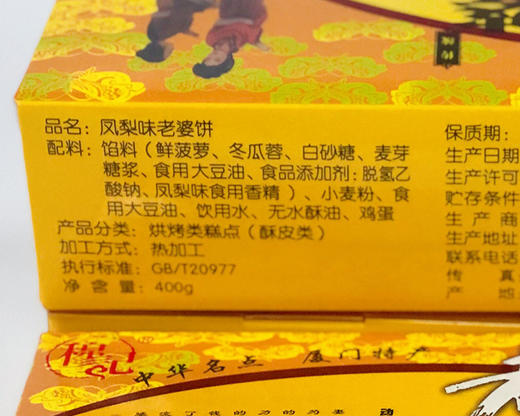 品名：凤梨味老婆饼
配料：馅料（鲜菠萝、冬瓜蓉、白砂糖、麦芽
糖浆、食用大豆油、食品添加剂：脱氢乙
酸钠、凤梨味食用香精）、小麦粉、食
用大豆油、饮用水、无水酥油、鸡蛋
产品分类：烘烤类糕点（酥皮类）
加工方式：热加工
执行标准：GB/T20977
净含量：400g
保质期：
生产日期
生产许可
贮存条件
生产商
生产地址
联系电话
传真
产地
中华名点 厦门特产